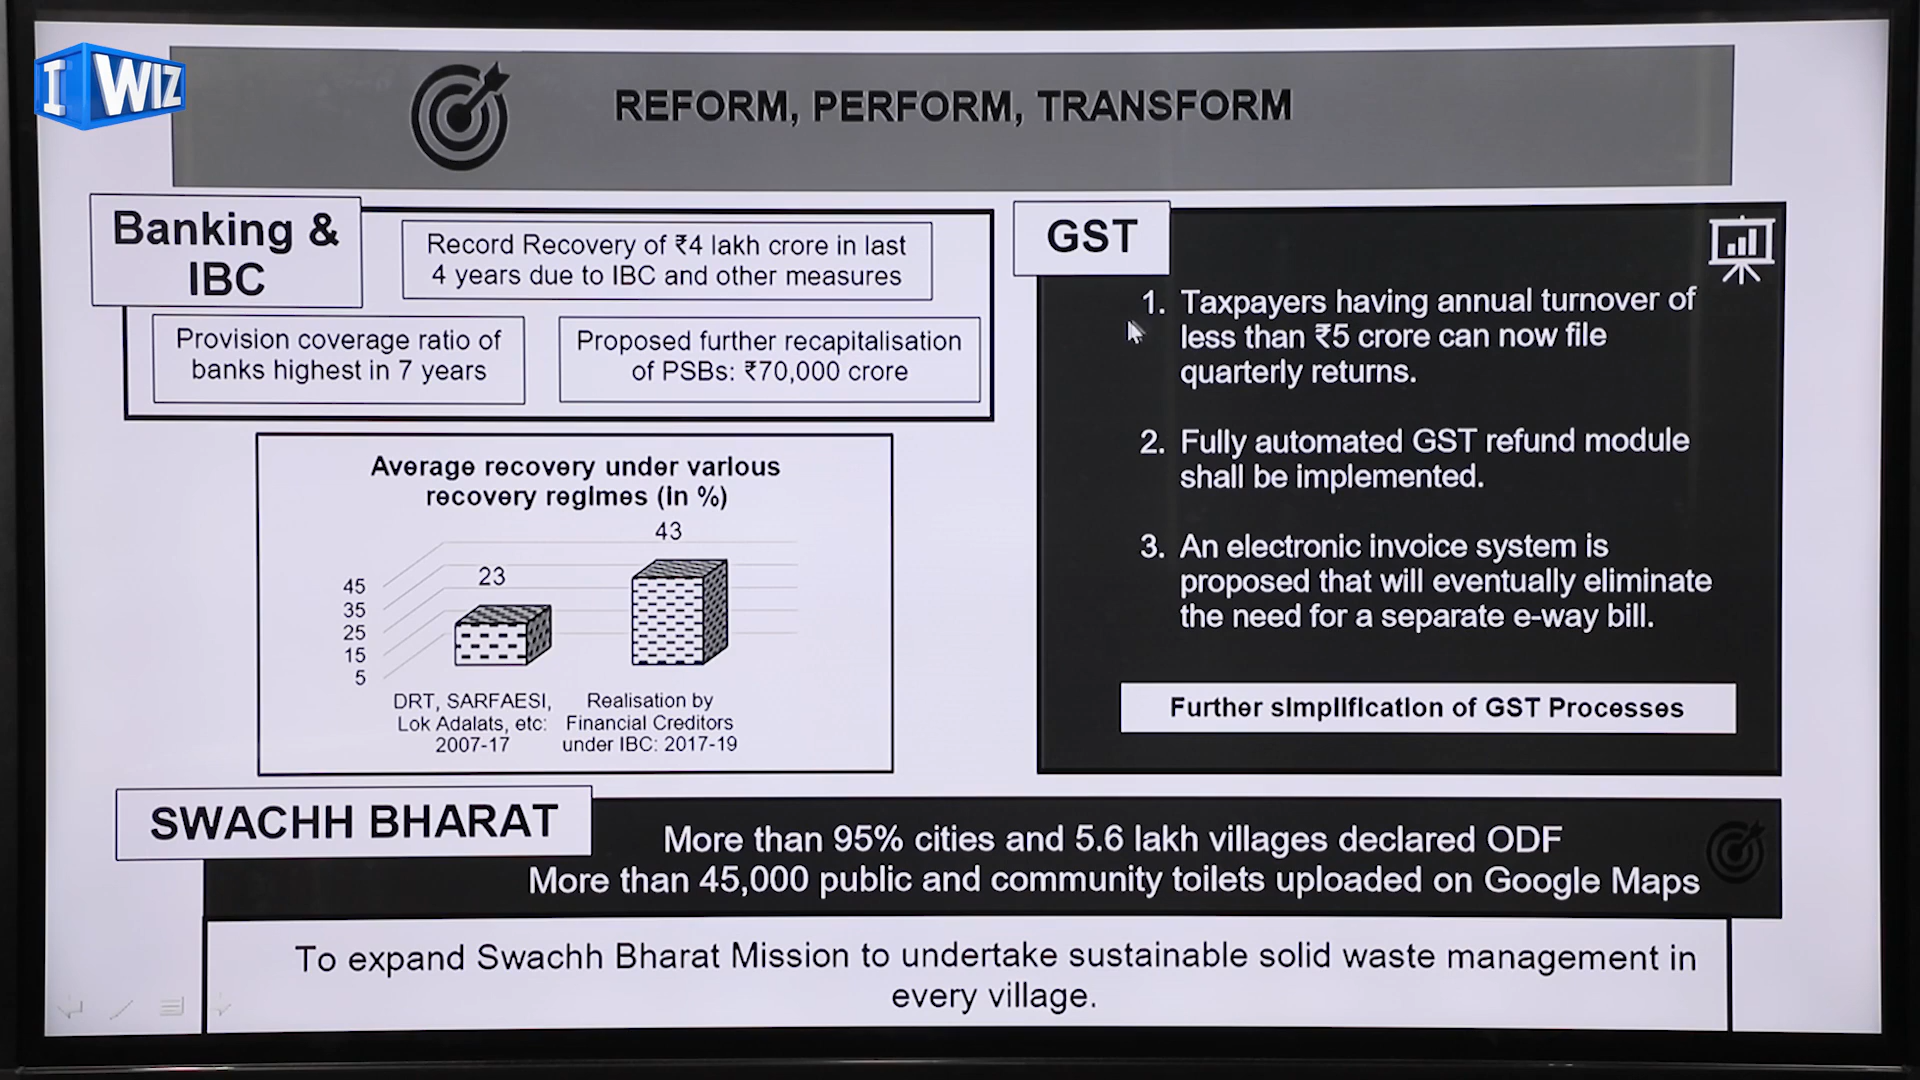 I WIZ
REFORM, PERFORM, TRANSFORM
Banking &
IBC
Record Recovery of ₹4 lakh crore in last
4 years due to IBC and other measures
Provision coverage ratio of
banks highest in 7 years
Proposed further recapitalisation
of PSBs: ₹70,000 crore
Average recovery under various
recovery regimes (in %)
43
23
45
35
25
15
5
DRT, SARFAESI,
Lok Adalats, etc:
2007-17
Realisation by
Financial Creditors
under IBC: 2017-19
GST
1. Taxpayers having annual turnover of
less than ₹5 crore can now file
quarterly returns.
2. Fully automated GST refund module
shall be implemented.
3. An electronic invoice system is
proposed that will eventually eliminate
the need for a separate e-way bill.
Further simplification of GST Processes
SWACHH BHARAT
More than 95% cities and 5.6 lakh villages declared ODF
More than 45,000 public and community toilets uploaded on Google Maps
To expand Swachh Bharat Mission to undertake sustainable solid waste management in
every village.